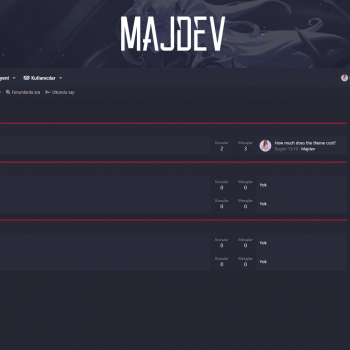 MAJDEV
yeni
Kullanıcılar
Forumlarda ara
Okundu say
Konular
Mesajlar
2
3
How much does the theme cost?
Bugün 15:10
Majdev
Konular
Mesajlar
0
0
Yok
Konular
Mesajlar
0
0
Yok
Konular
Mesajlar
0
0
Yok
Konular
Mesajlar
0
0
Yok